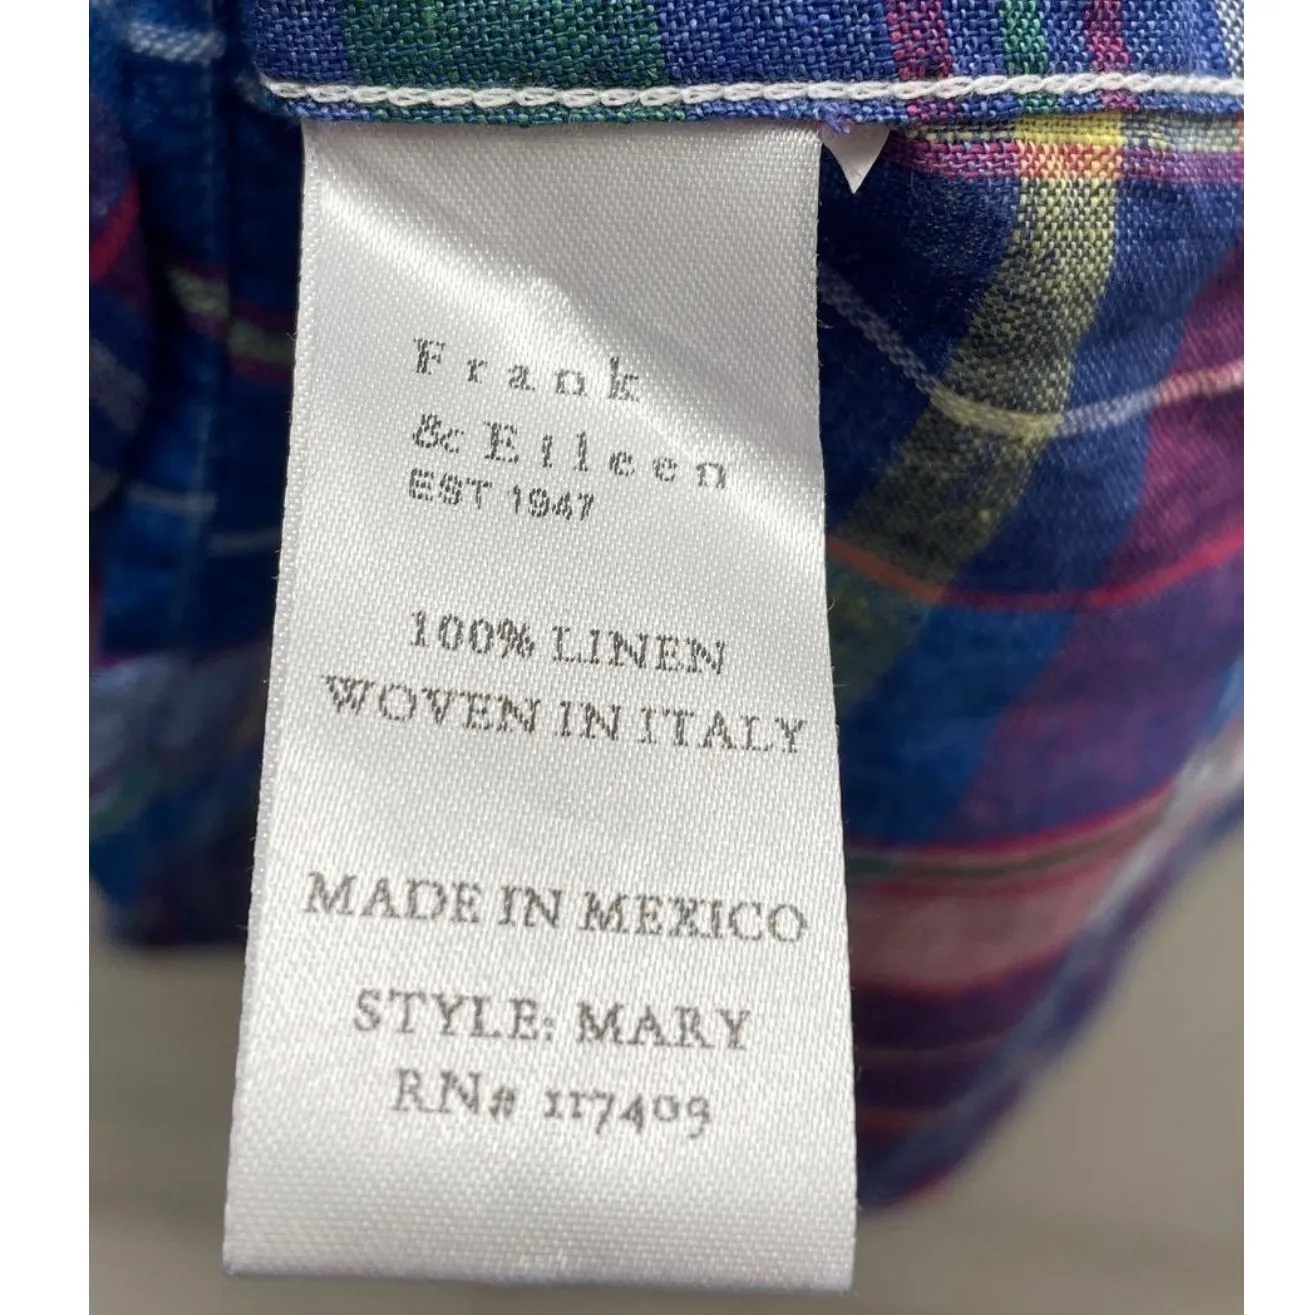 Frank
& Eileen
EST 1947
100% LINEN
WOVEN IN ITALY
MADE IN MEXICO
STYLE: MARY
RN# 117409